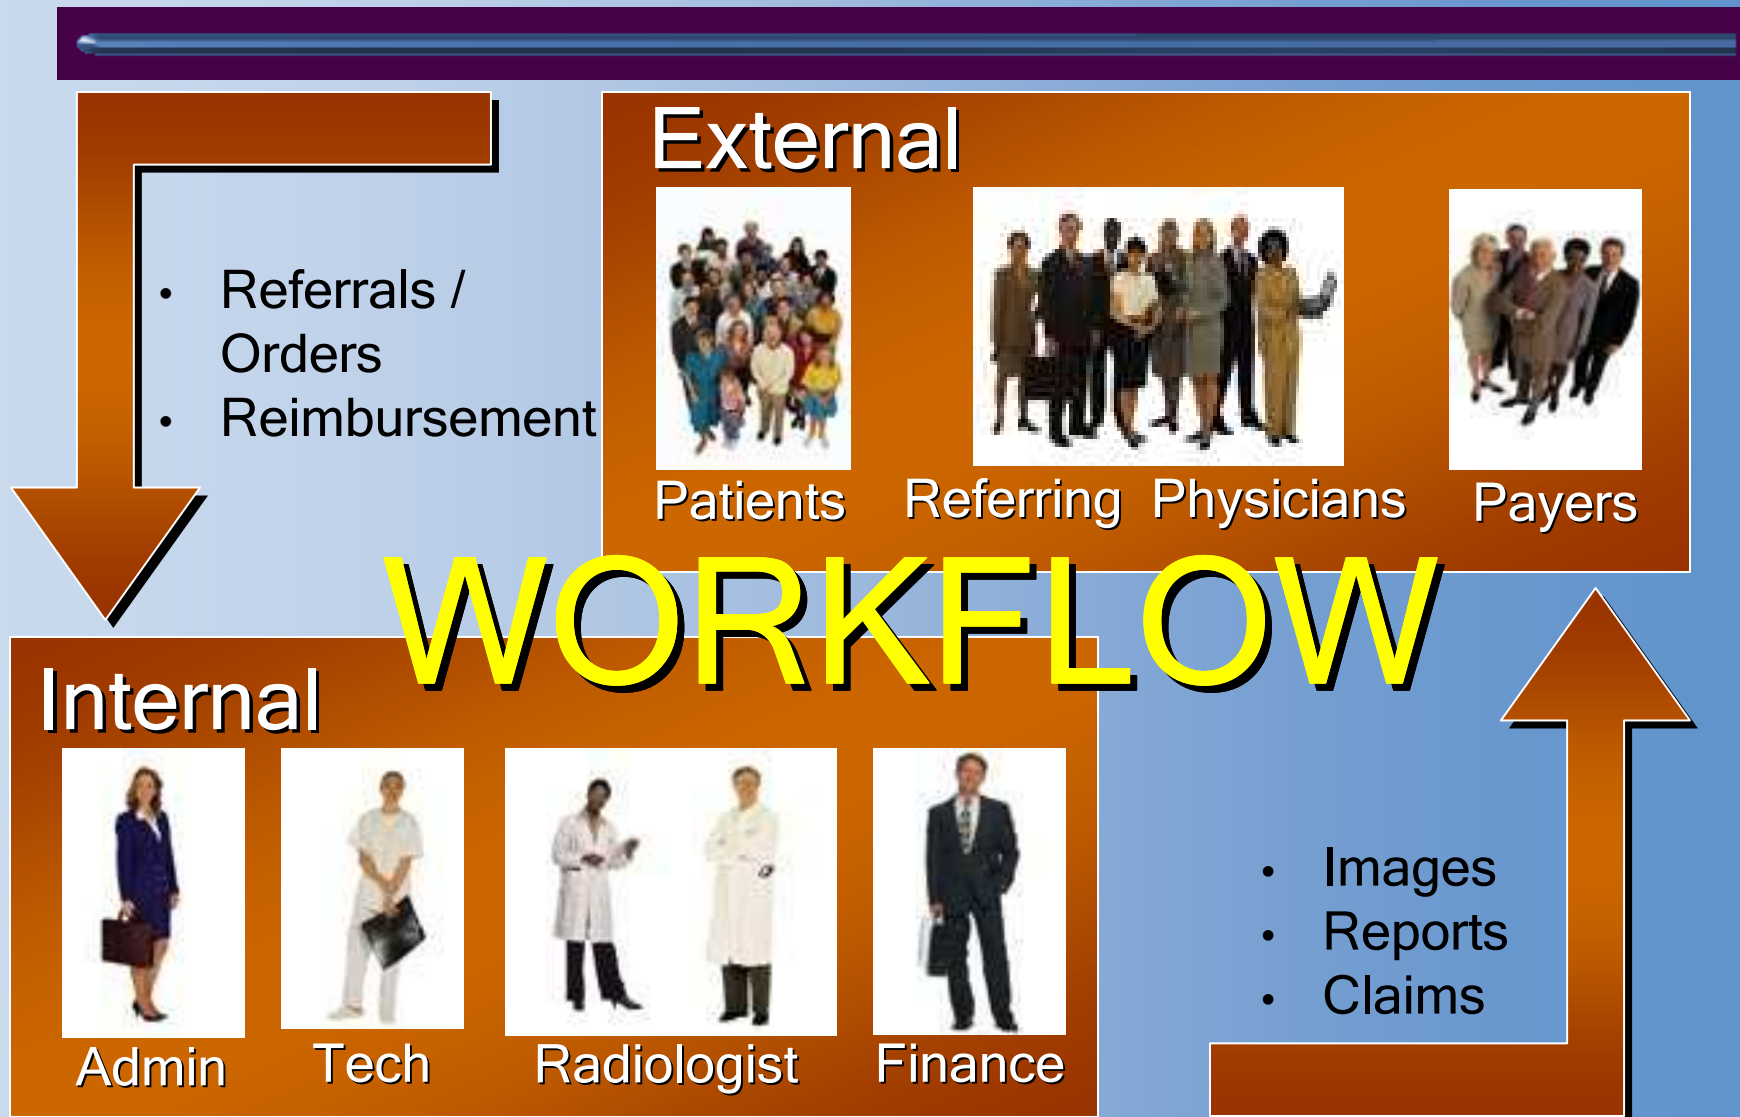 External
• Referrals /
Orders
• Reimbursement
Patients
Referring Physicians
Payers
WORKFLOW
Internal
Admin
Tech
Radiologist
Finance
• Images
• Reports
• Claims